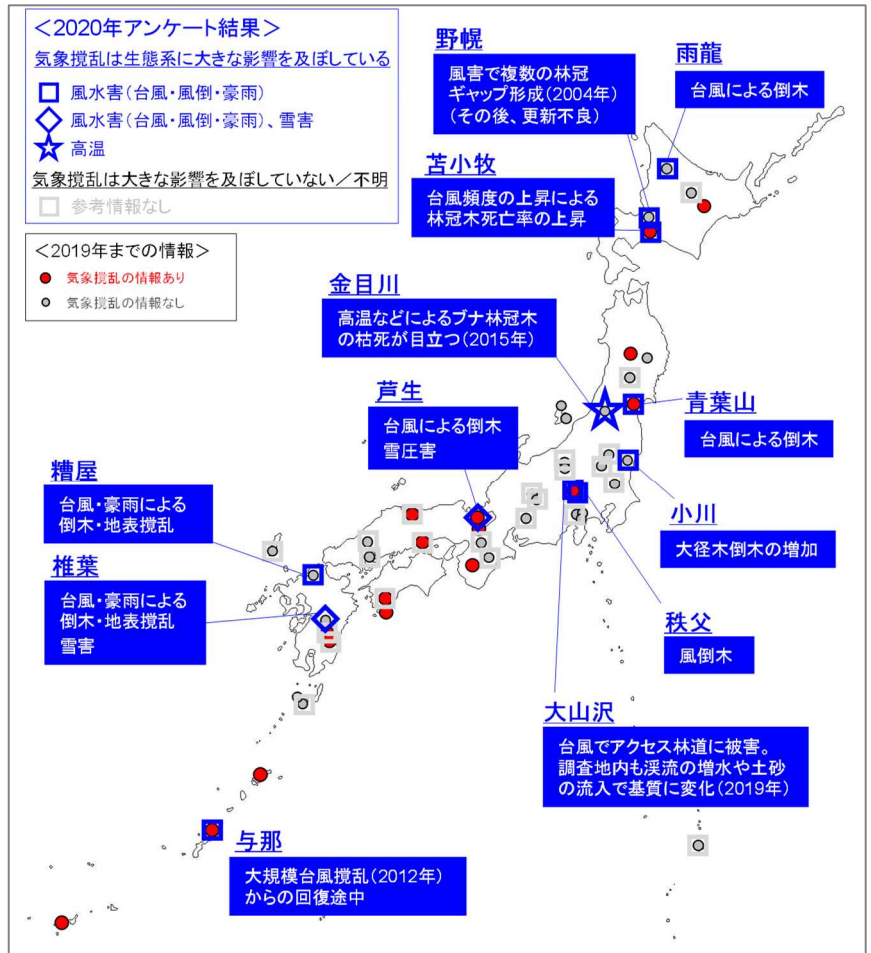 <2020年アンケート結果>
気象撹乱は生態系に大きな影響を及ぼしている
風水害(台風・風倒・豪雨)
風水害(台風・風倒・豪雨)、雪害
高温
気象撹乱は大きな影響を及ぼしていない/不明
参考情報なし
<2019年までの情報>
気象撹乱の情報あり
気象撹乱の情報なし
野幌
風害で複数の林冠
ギャップ形成(2004年)
(その後、更新不良)
雨龍
台風による倒木
苫小牧
台風頻度の上昇による
林冠木死亡率の上昇
金目川
高温などによるブナ林冠木
の枯死が目立つ(2015年)
芦生
台風による倒木
雪圧害
青葉山
台風による倒木
糟屋
台風・豪雨による
倒木・地表撹乱
小川
大径木倒木の増加
椎葉
台風・豪雨による
倒木・地表撹乱
雪害
秩父
風倒木
大山沢
台風でアクセス林道に被害。
調査地内も渓流の増水や土砂
の流入で基質に変化(2019年)
与那
大規模台風撹乱(2012年)
からの回復途中